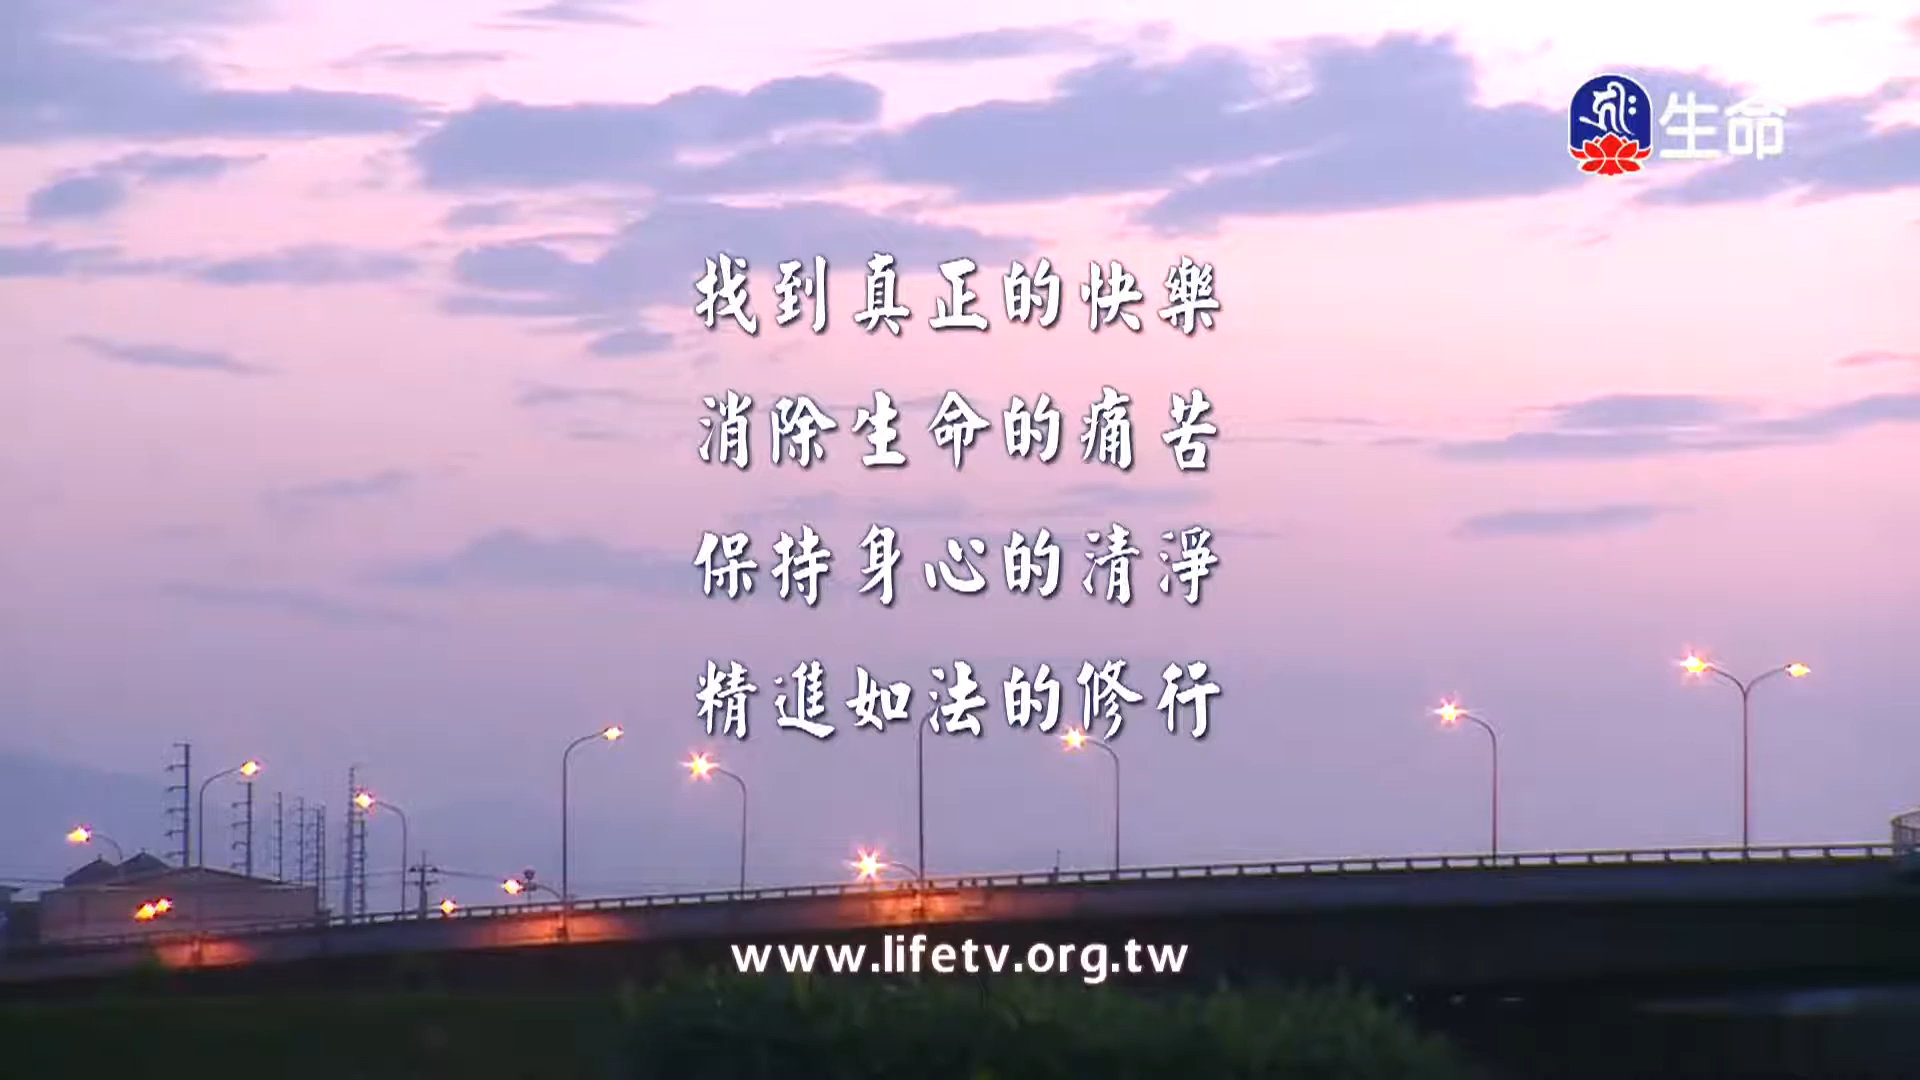 生命
找到真正的快樂
消除生命的痛苦
保持身心的清淨
精進如法的修行
www.lifetv.org.tw